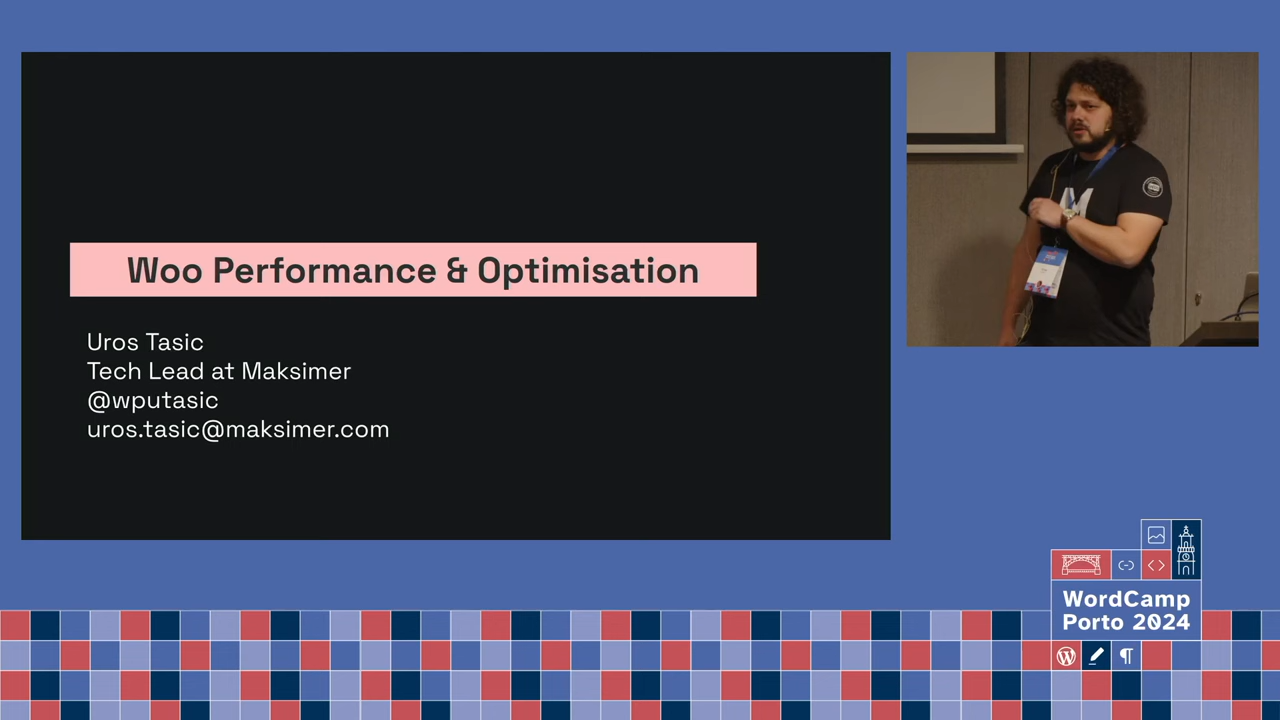 Woo Performance & Optimisation
Uros Tasic
Tech Lead at Maksimer
@wputasic
uros.tasic@maksimer.com
WordCamp
Porto 2024